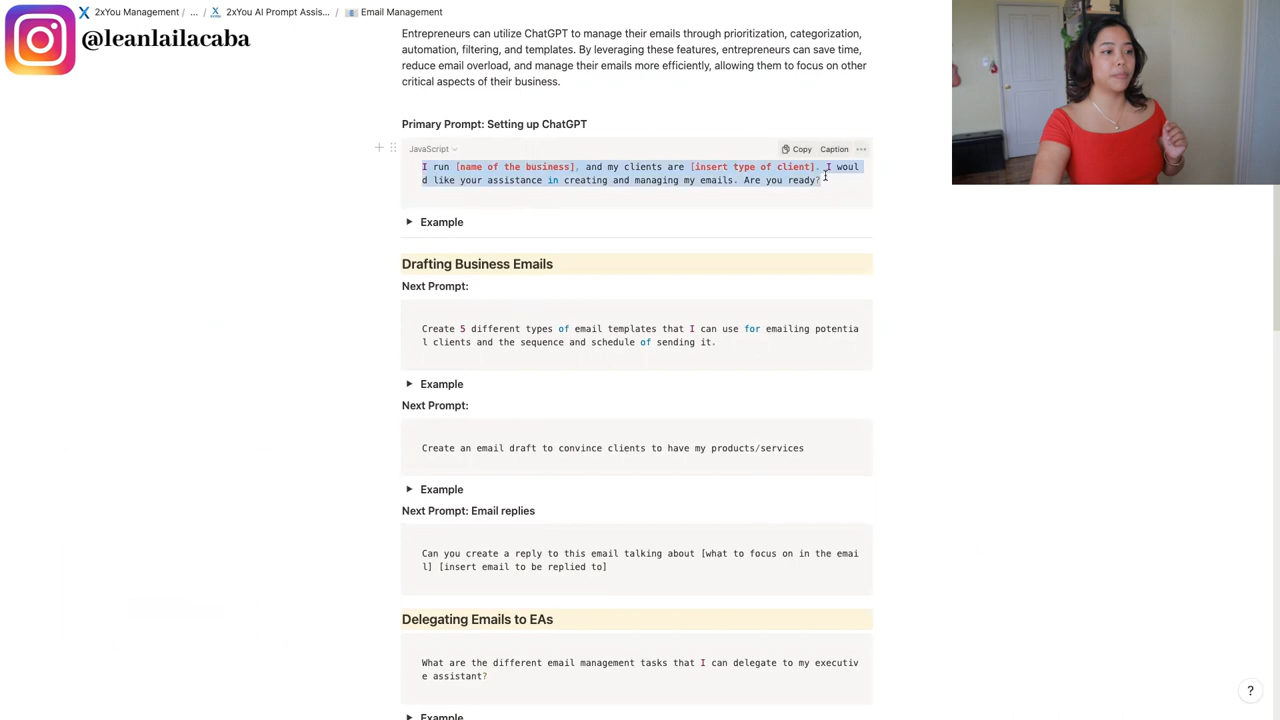 2xYou Management / ... / 2xYou AI Prompt Assis... / Email Management
@leanlailacaba
Entrepreneurs can utilize ChatGPT to manage their emails through prioritization, categorization,
automation, filtering, and templates. By leveraging these features, entrepreneurs can save time,
reduce email overload, and manage their emails more efficiently, allowing them to focus on other
critical aspects of their business.
Primary Prompt: Setting up ChatGPT
JavaScript Copy Caption
I run [name of the business], and my clients are [insert type of client]. I woul
d like your assistance in creating and managing my emails. Are you ready?
Example
Drafting Business Emails
Next Prompt:
Create 5 different types of email templates that I can use for emailing potentia
l clients and the sequence and schedule of sending it.
Example
Next Prompt:
Create an email draft to convince clients to have my products/services
Example
Next Prompt: Email replies
Can you create a reply to this email talking about [what to focus on in the emai
l] [insert email to be replied to]
Delegating Emails to EAs
What are the different email management tasks that I can delegate to my executiv
e assistant?
Example
?